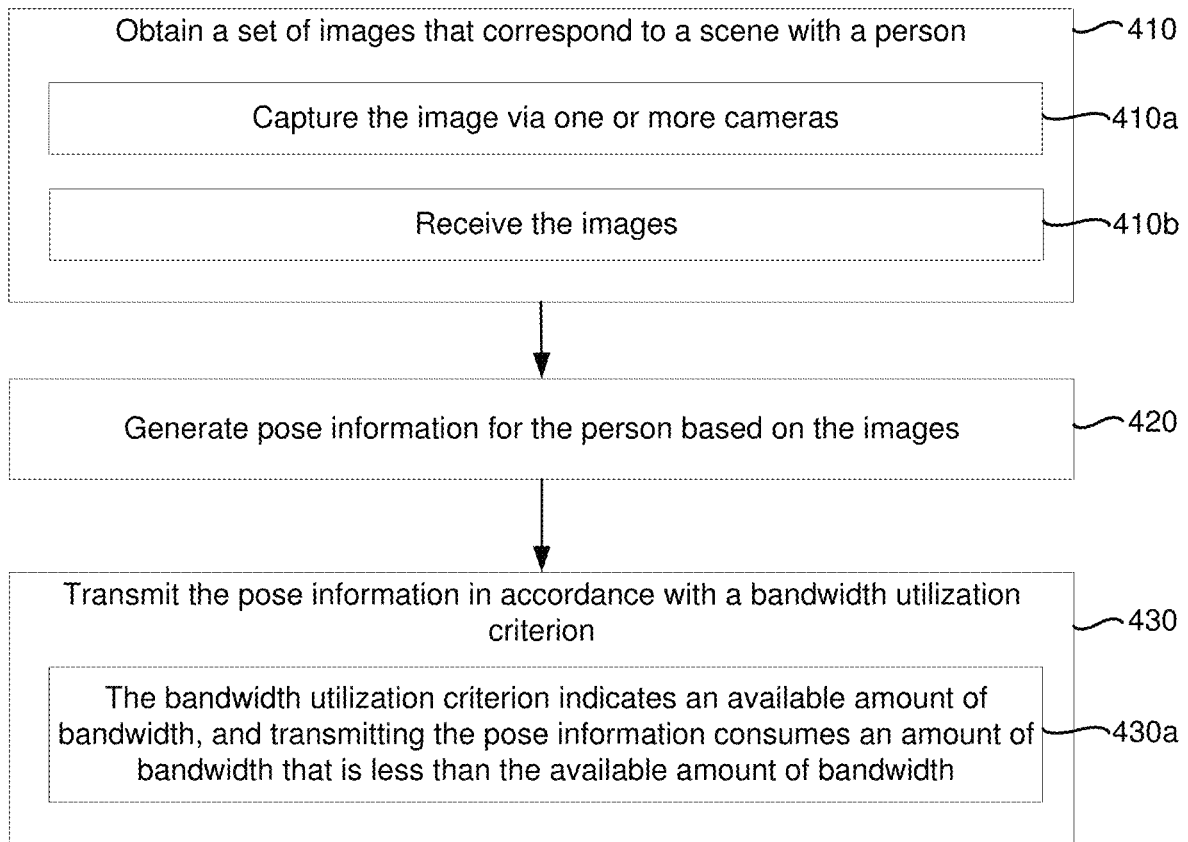 Obtain a set of images that correspond to a scene with a person
410
Capture the image via one or more cameras
410a
Receive the images
410b
Generate pose information for the person based on the images
420
Transmit the pose information in accordance with a bandwidth utilization
criterion
430
The bandwidth utilization criterion indicates an available amount of
bandwidth, and transmitting the pose information consumes an amount of
bandwidth that is less than the available amount of bandwidth
430a